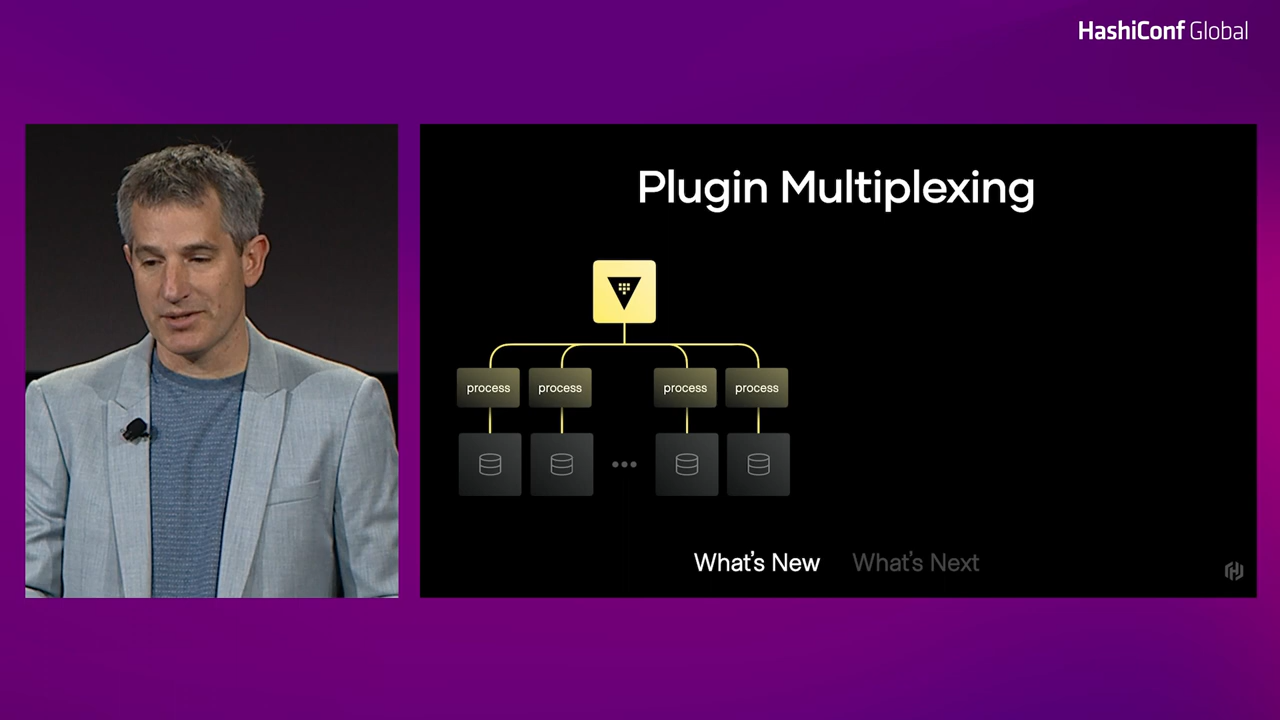 HashiConf Global
Plugin Multiplexing
process process process process
What's New What's Next